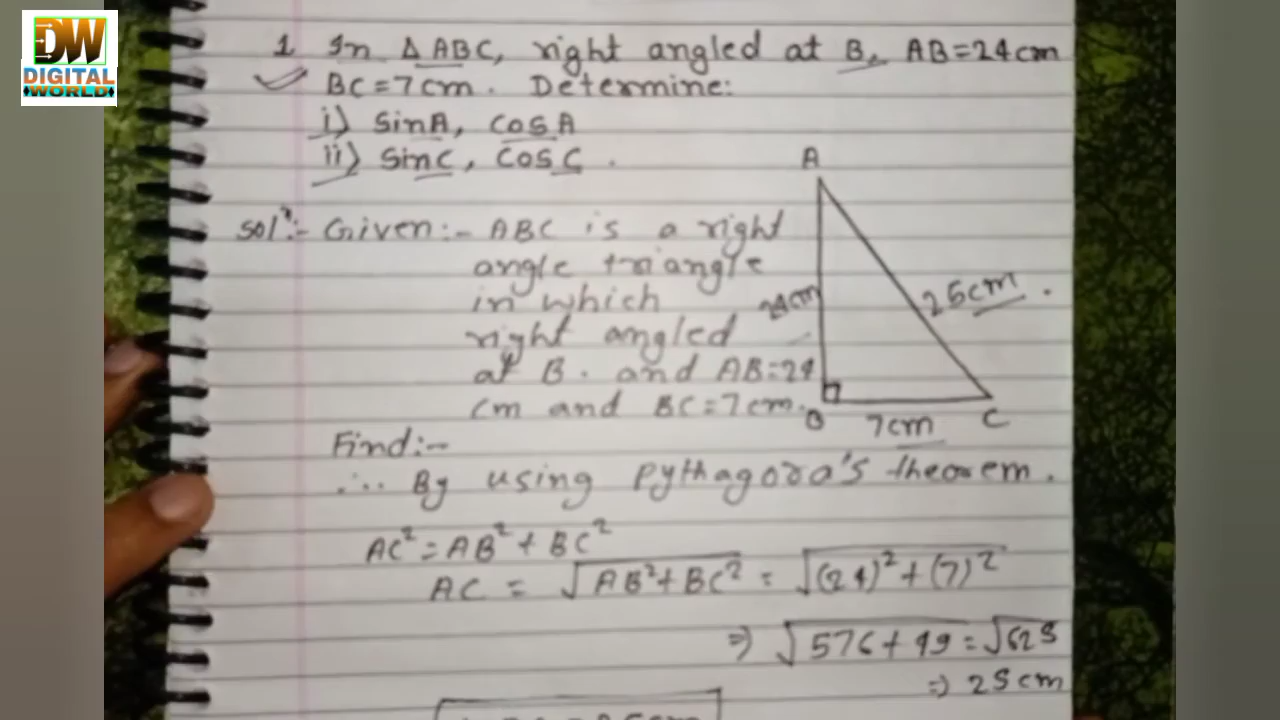 DW
DIGITAL
WORLD
1 In △ABC, right angled at B, AB=24cm
BC=7cm. Determine:
i) SinA, COSA
ii) SinC, COSC.
Solⁿ:- Given:- ABC is a right
angle triangle
in which
right angled
at B. and AB=24
cm and BC=7cm.
A
24cm
25cm.
B
7cm
C
Find:-
∴ By using pythagora's theorem.
AC²=AB²+BC²
AC = √AB²+BC² = √(24)²+(7)²
⇒ √576+49=√625
⇒ 25cm